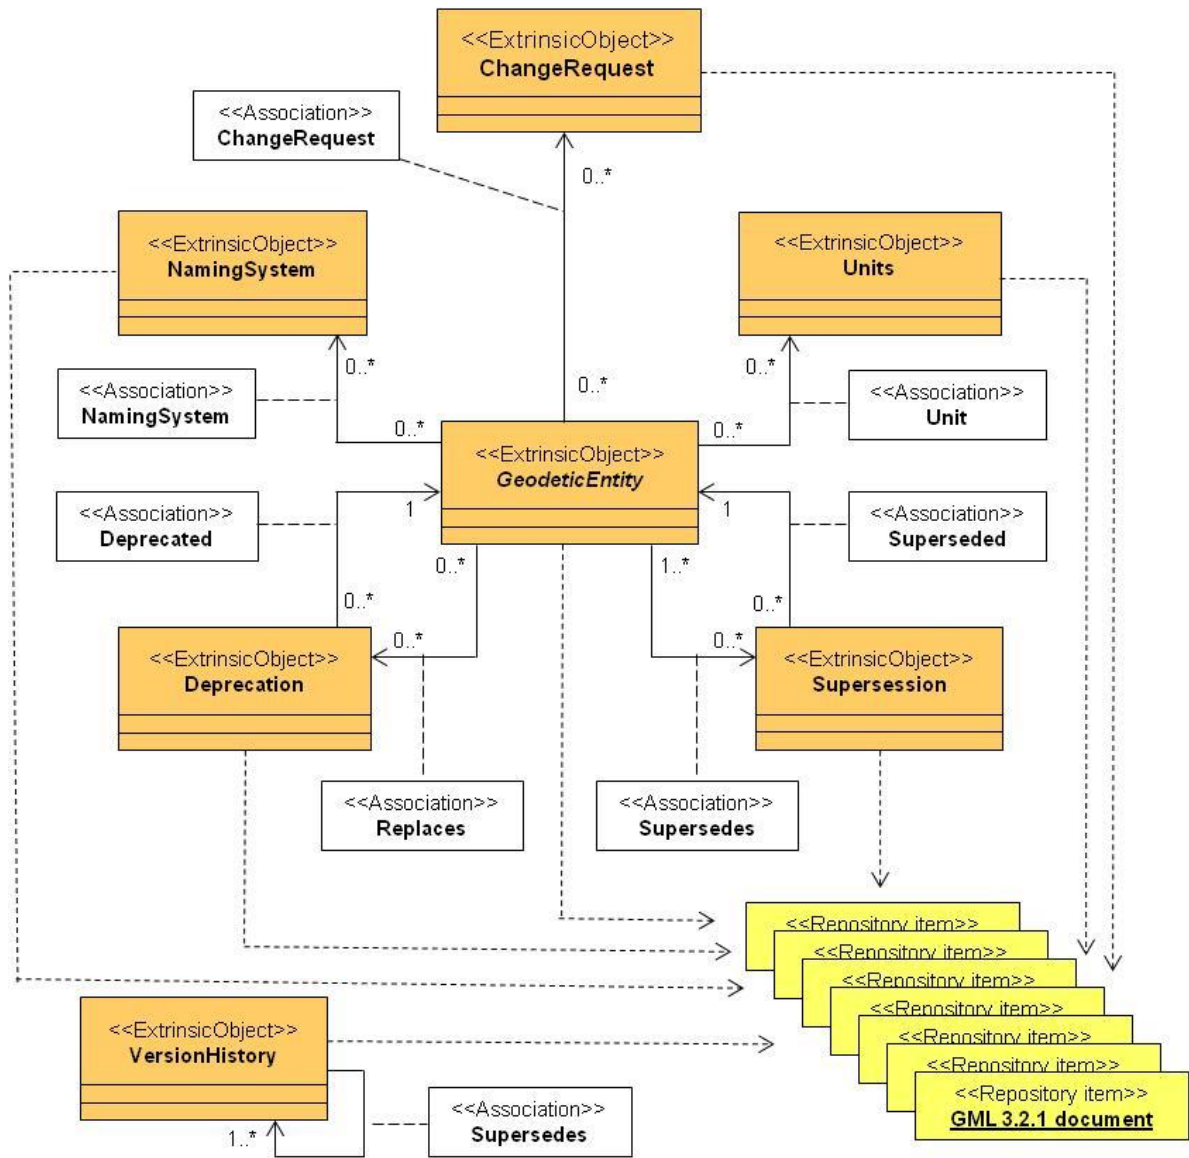 <<ExtrinsicObject>>
ChangeRequest
<<Association>>
ChangeRequest
0..*
<<ExtrinsicObject>>
NamingSystem
<<ExtrinsicObject>>
Units
0..*
0..*
0..*
<<Association>>
NamingSystem
<<Association>>
Unit
0..*
0..*
<<ExtrinsicObject>>
GeodeticEntity
<<Association>>
Deprecated
1
1
<<Association>>
Superseded
0..*
1..*
0..*
0..*
0..*
0..*
<<ExtrinsicObject>>
Deprecation
<<ExtrinsicObject>>
Supersession
<<Association>>
Replaces
<<Association>>
Supersedes
<<Repository item>>
<<Repository item>>
<<Repository item>>
<<Repository item>>
<<Repository item>>
<<Repository item>>
<<Repository item>>
GML 3.2.1 document
<<ExtrinsicObject>>
VersionHistory
1..*
<<Association>>
Supersedes